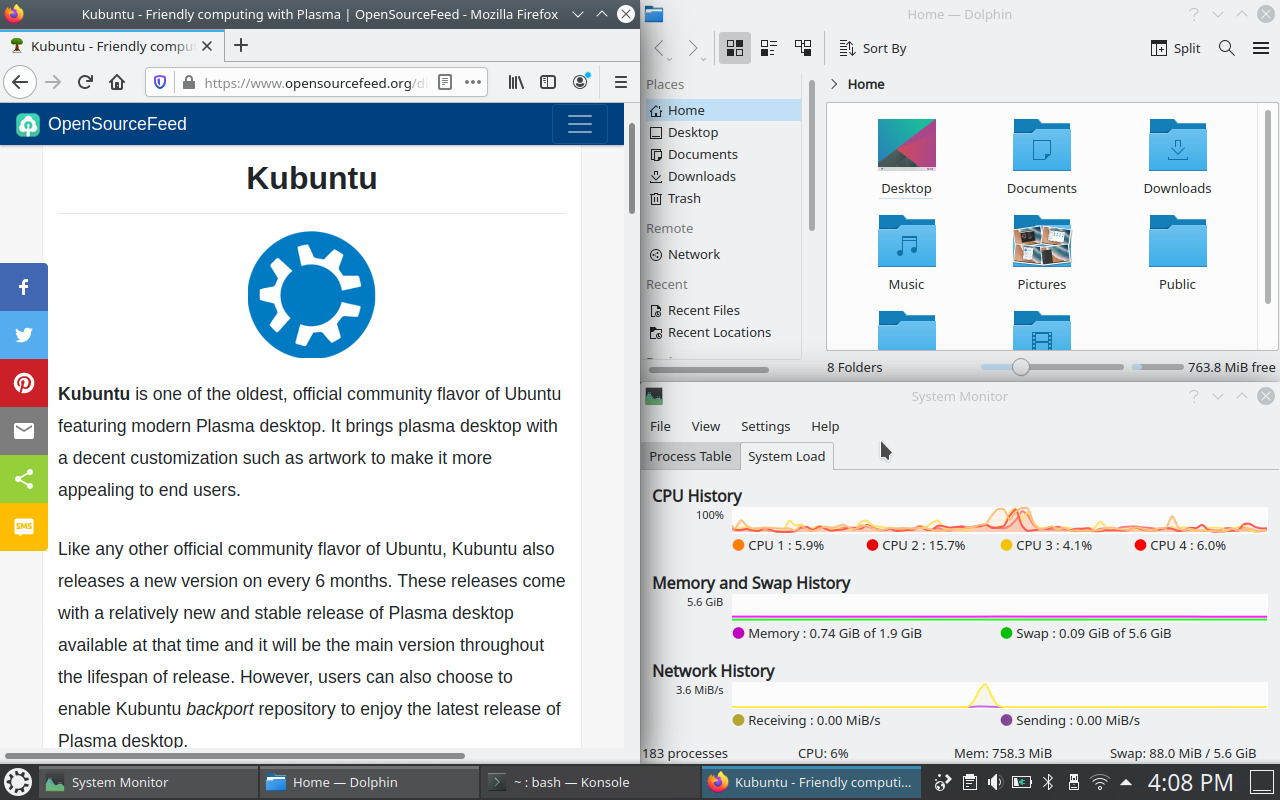 Kubuntu - Friendly computing with Plasma | OpenSourceFeed - Mozilla Firefox
Kubuntu - Friendly compu
https://www.opensourcefeed.org/di
OpenSourceFeed
Kubuntu
Kubuntu is one of the oldest, official community flavor of Ubuntu
featuring modern Plasma desktop. It brings plasma desktop with
a decent customization such as artwork to make it more
appealing to end users.
Like any other official community flavor of Ubuntu, Kubuntu also
releases a new version on every 6 months. These releases come
with a relatively new and stable release of Plasma desktop
available at that time and it will be the main version throughout
the lifespan of release. However, users can also choose to
enable Kubuntu backport repository to enjoy the latest release of
Plasma desktop.
SMS
Home — Dolphin
Sort By
Split
Places
Home
Desktop
Documents
Downloads
Trash
Remote
Network
Recent
Recent Files
Recent Locations
Home
Desktop
Documents
Downloads
Music
Pictures
Public
8 Folders
763.8 MiB free
System Monitor
File View Settings Help
Process Table System Load
CPU History
100%
CPU 1 : 5.9% CPU 2 : 15.7% CPU 3 : 4.1% CPU 4 : 6.0%
Memory and Swap History
5.6 GiB
Memory : 0.74 GiB of 1.9 GiB Swap : 0.09 GiB of 5.6 GiB
Network History
3.6 MiB/s
Receiving : 0.00 MiB/s Sending : 0.00 MiB/s
183 processes CPU: 6% Mem: 758.3 MiB Swap: 88.0 MiB / 5.6 GiB
System Monitor
Home — Dolphin
~ : bash — Konsole
Kubuntu - Friendly computi...
4:08 PM